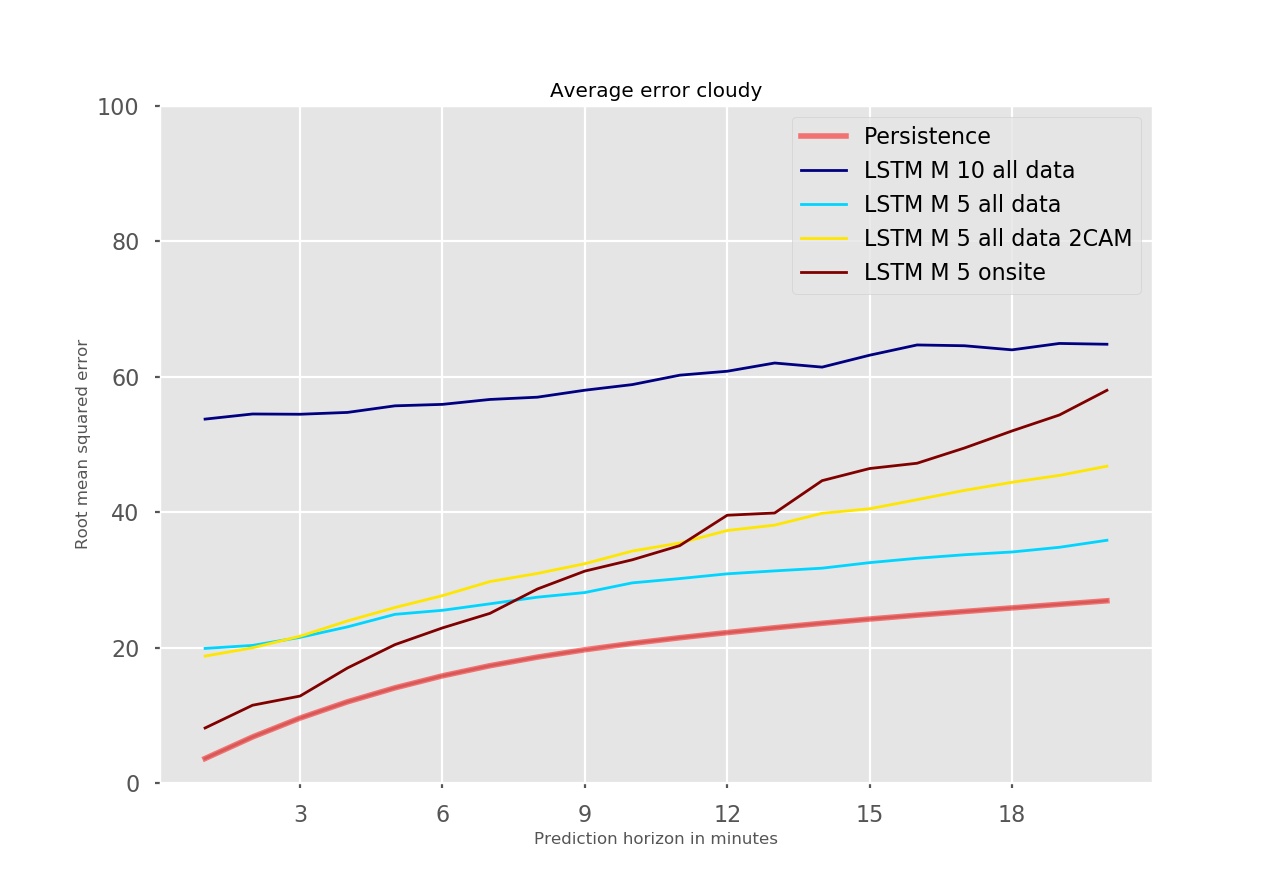 Average error cloudy
100
80
60
40
20
0
Root mean squared error
Persistence
LSTM M 10 all data
LSTM M 5 all data
LSTM M 5 all data 2CAM
LSTM M 5 onsite
3 6 9 12 15 18
Prediction horizon in minutes